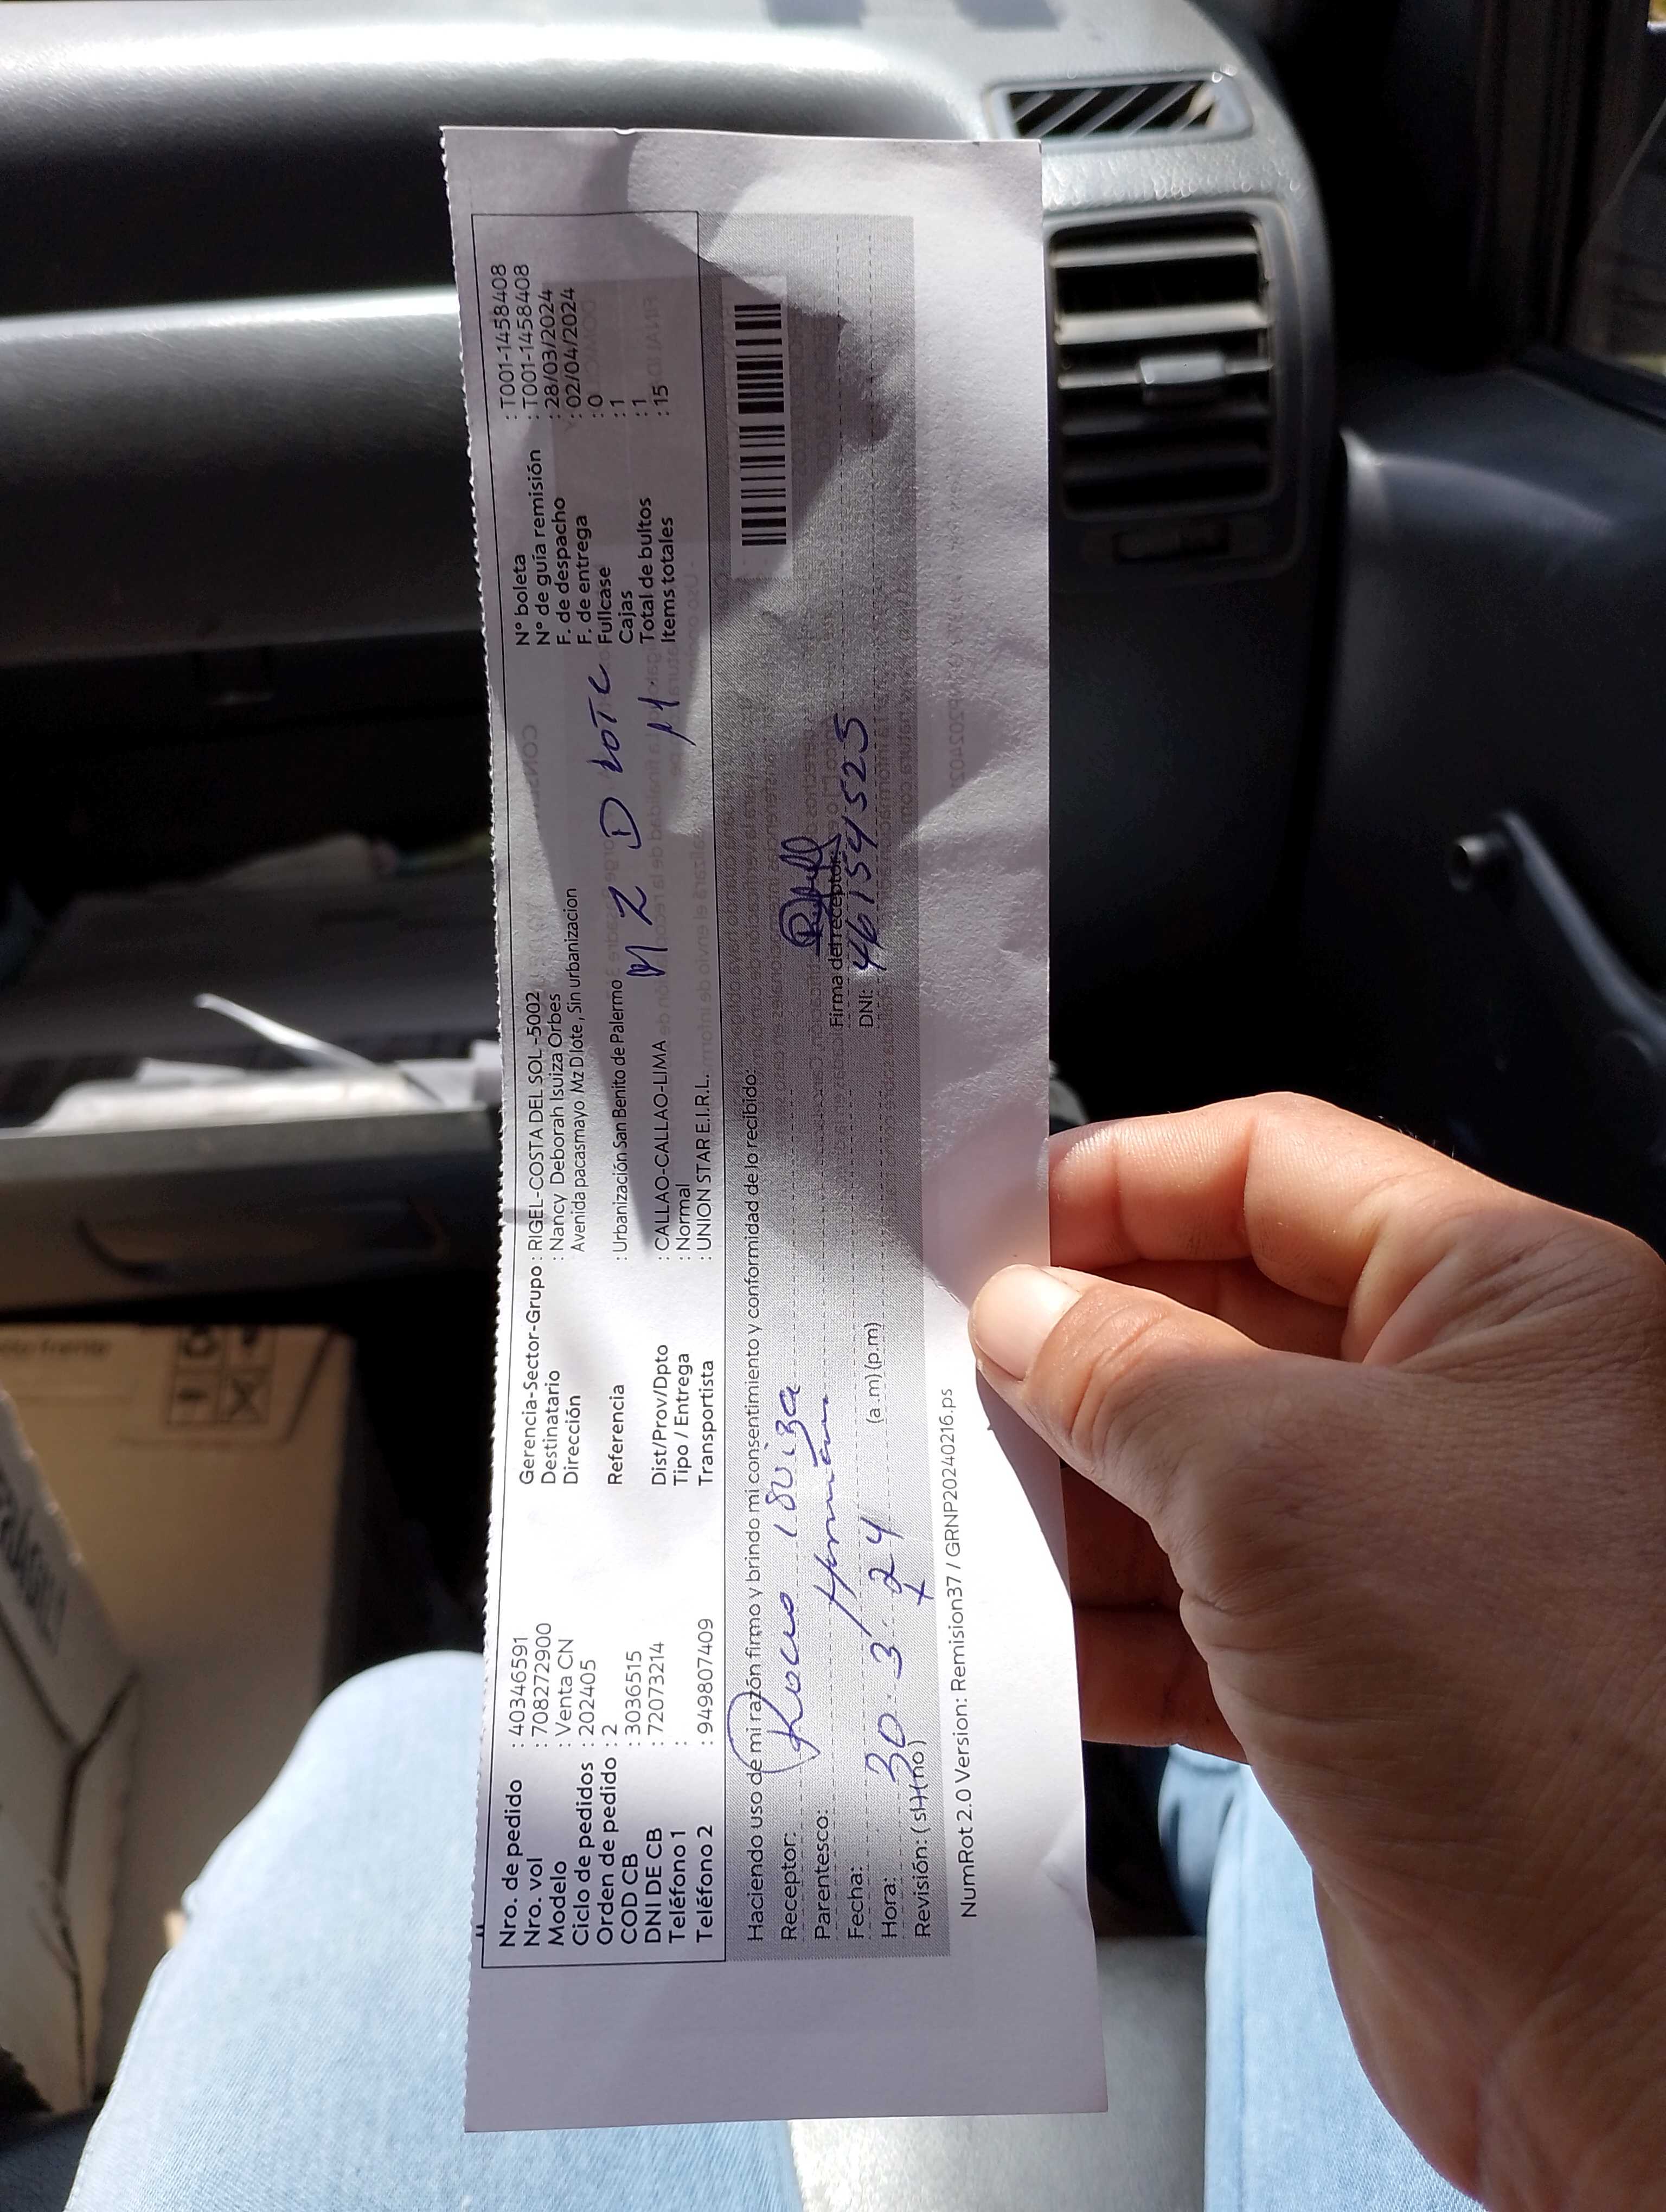 Nro. de pedido : 40346591
Nro. vol : 708272900
Modelo : Venta CN
Ciclo de pedidos : 202405
Orden de pedido : 2
COD CB : 3036515
DNI DE CB : 72073214
Teléfono 1 :
Teléfono 2 : 949807409
Gerencia-Sector-Grupo : RIGEL-COSTA DEL SOL -5002
Destinatario : Nancy Deborah Isuiza Orbes
Dirección Avenida pacasmayo Mz D lote , Sin urbanizacion
Referencia : Urbanización San Benito de Palermo
Dist/Prov/Dpto : CALLAO-CALLAO-LIMA
Tipo / Entrega : Normal
Transportista : UNION STAR E.I.R.L.
MZ D LOTE
14
N° boleta : T001-1458408
N° de guía remisión : T001-1458408
F. de despacho : 28/03/2024
F. de entrega : 02/04/2024
Fullcase : 0
Cajas : 1
Total de bultos : 1
Items totales : 15
Haciendo uso de mi razón firmo y brindo mi consentimiento y conformidad de lo recibido:
Receptor: Rocio Isuiza
Parentesco:
Fecha: 30 3 24
Hora: (a .m) (p.m)
Revisión: (si) (no)
Firma del receptor:
DNI: 46154525
NumRot 2.0 Version: Remision37 / GRNP20240216.ps